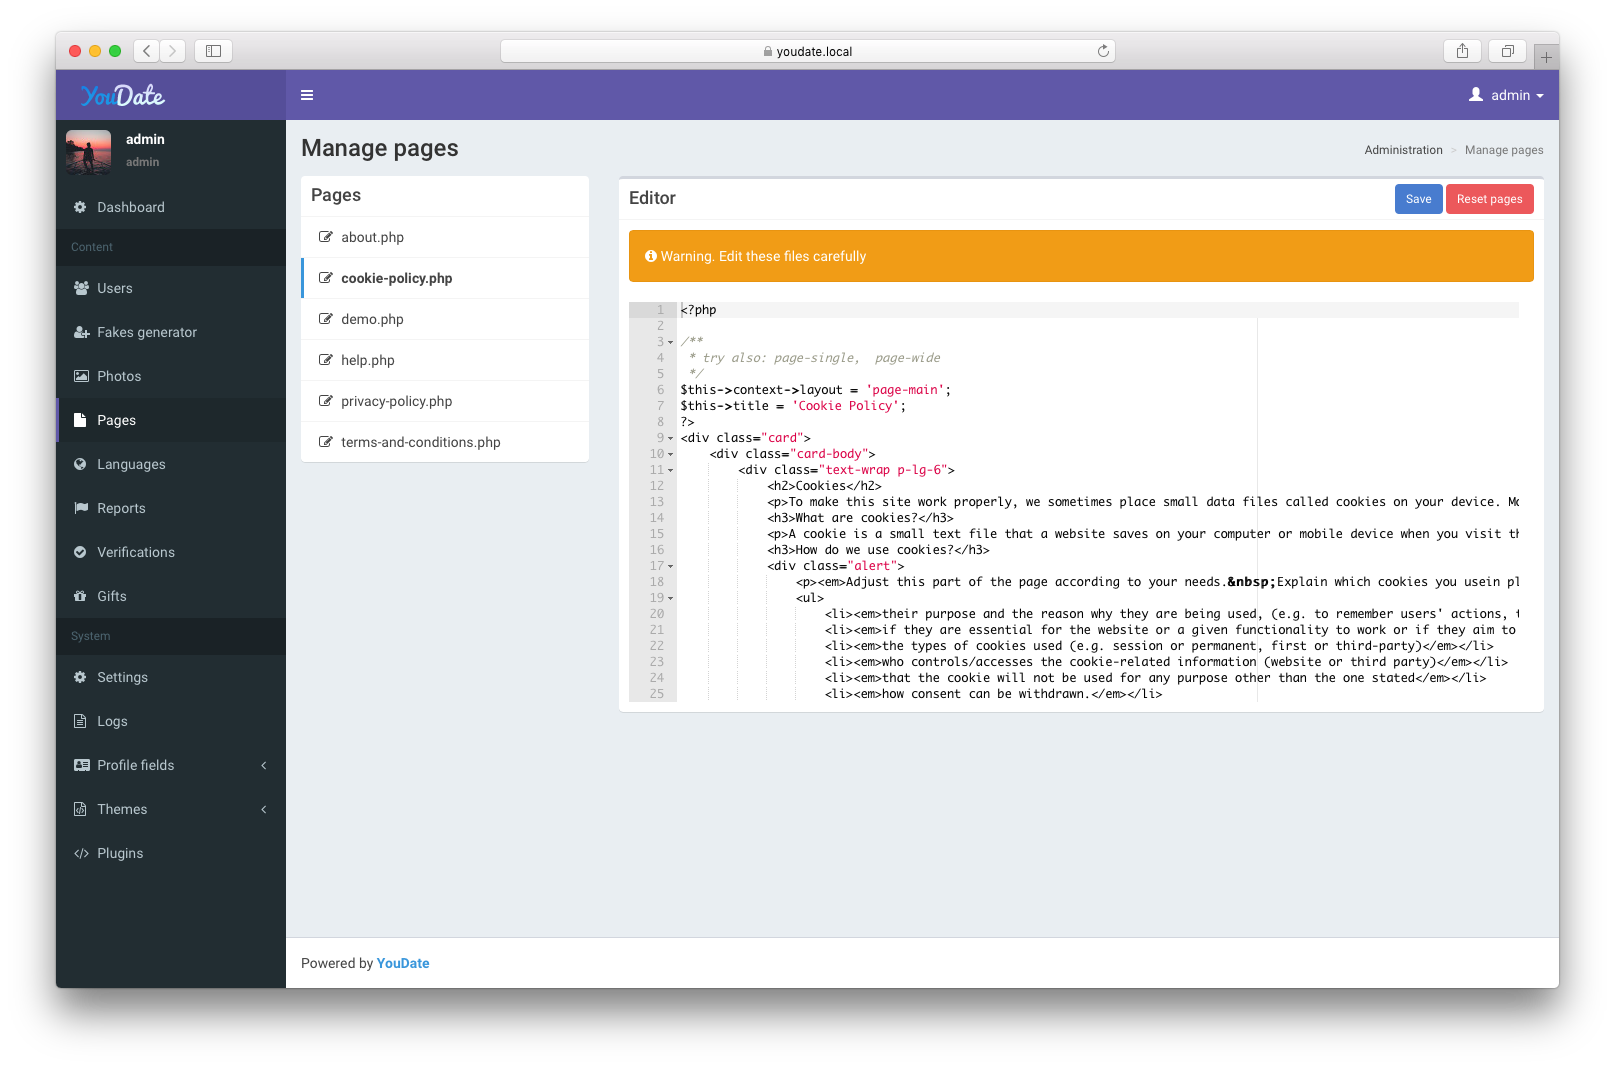 youdate.local
YouDate
admin
admin
admin
Dashboard
Content
Users
Fakes generator
Photos
Pages
Languages
Reports
Verifications
Gifts
System
Settings
Logs
Profile fields
Themes
Plugins
Manage pages
Administration > Manage pages
Pages
about.php
cookie-policy.php
demo.php
help.php
privacy-policy.php
terms-and-conditions.php
Editor
Save
Reset pages
Warning. Edit these files carefully
1 <?php
2
3 /**
4  * try also: page-single,  page-wide
5  */
6 $this->context->layout = 'page-main';
7 $this->title = 'Cookie Policy';
8 ?>
9 <div class="card">
10     <div class="card-body">
11         <div class="text-wrap p-lg-6">
12             <h2>Cookies</h2>
13             <p>To make this site work properly, we sometimes place small data files called cookies on your device. Mo
14             <h3>What are cookies?</h3>
15             <p>A cookie is a small text file that a website saves on your computer or mobile device when you visit th
16             <h3>How do we use cookies?</h3>
17             <div class="alert">
18                 <p><em>Adjust this part of the page according to your needs.&nbsp;Explain which cookies you usein pl
19                 <ul>
20                     <li><em>their purpose and the reason why they are being used, (e.g. to remember users' actions, t
21                     <li><em>if they are essential for the website or a given functionality to work or if they aim to
22                     <li><em>the types of cookies used (e.g. session or permanent, first or third-party)</em></li>
23                     <li><em>who controls/accesses the cookie-related information (website or third party)</em></li>
24                     <li><em>that the cookie will not be used for any purpose other than the one stated</em></li>
25                     <li><em>how consent can be withdrawn.</em></li>
Powered by YouDate